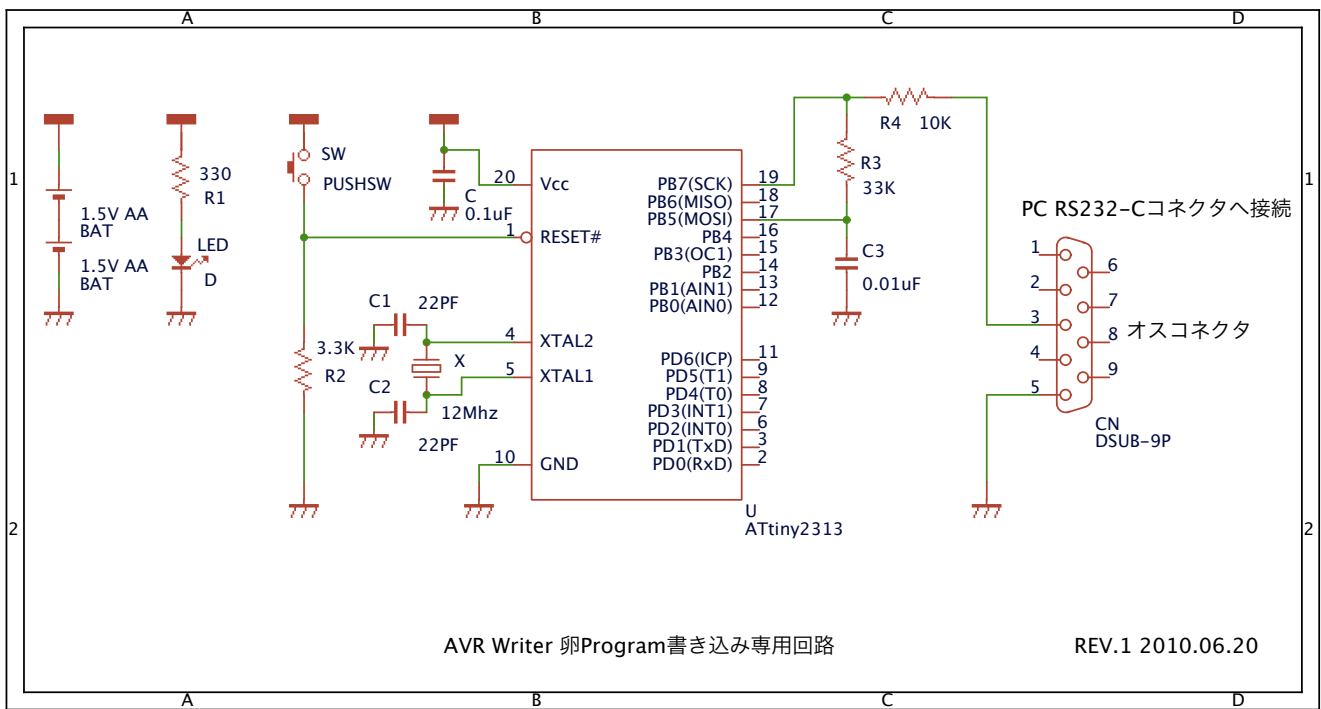 A
B
C
D
1
2
1
2
A
B
C
D
1.5V AA
BAT
1.5V AA
BAT
330
R1
LED
D
SW
PUSHSW
3.3K
R2
C
0.1uF
C1
22PF
X
C2
12Mhz
22PF
20
Vcc
1
RESET#
4
XTAL2
5
XTAL1
10
GND
PB7(SCK)
19
PB6(MISO)
18
PB5(MOSI)
17
PB4
16
PB3(OC1)
15
PB2
14
PB1(AIN1)
13
PB0(AIN0)
12
PD6(ICP)
11
PD5(T1)
9
PD4(T0)
8
PD3(INT1)
7
PD2(INT0)
6
PD1(TxD)
3
PD0(RxD)
2
U
ATtiny2313
R4 10K
R3
33K
C3
0.01uF
PC RS232-Cコネクタへ接続
1
6
2
7
3
8
オスコネクタ
4
9
5
CN
DSUB-9P
AVR Writer 卵Program書き込み専用回路
REV.1 2010.06.20